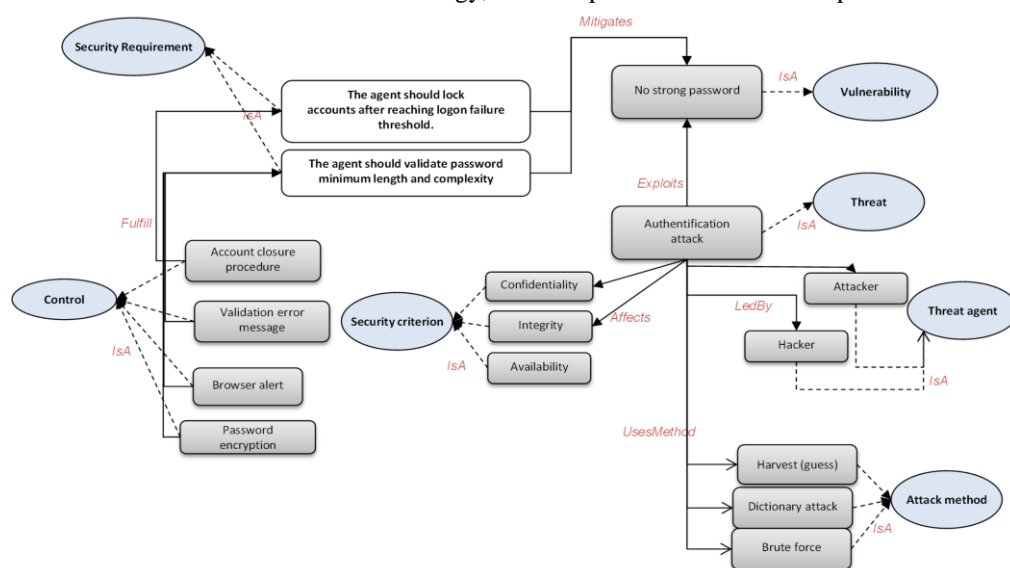 Mitigates
Security Requirement
The agent should lock
accounts after reaching logon failure
threshold.
IsA
No strong password
IsA
Vulnerability
The agent should validate password
minimum length and complexity
Exploits
Threat
Fulfill
Authentification
attack
IsA
Account closure
procedure
Confidentiality
Attacker
Control
Validation error
message
Security criterion
Integrity
Affects
LedBy
Threat agent
Hacker
IsA
IsA
Availability
IsA
Browser alert
UsesMethod
Password
encryption
Harvest (guess)
Dictionary attack
Attack method
IsA
Brute force